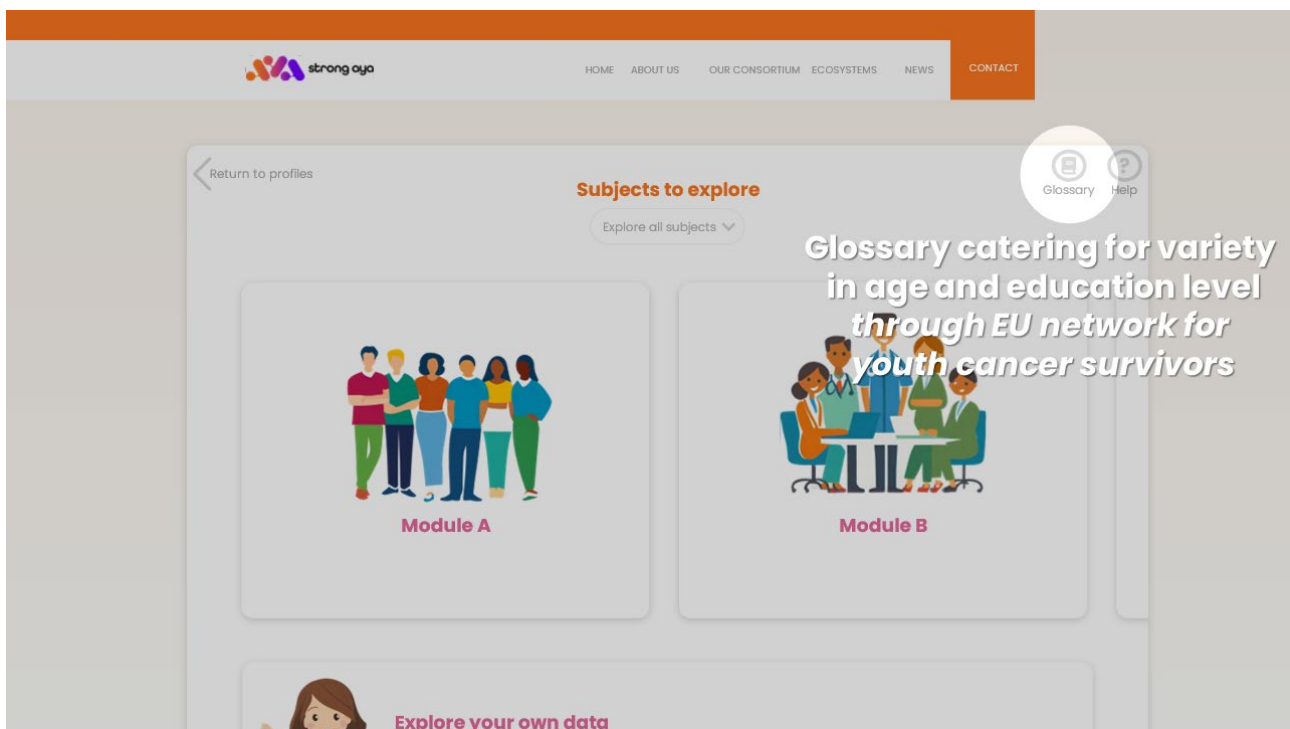 strong aya
HOME ABOUT US OUR CONSORTIUM ECOSYSTEMS NEWS CONTACT
Return to profiles
Subjects to explore
Glossary
Help
Explore all subjects
Glossary catering for variety
in age and education level
through EU network for
youth cancer survivors
Module A
Module B
Explore your own data